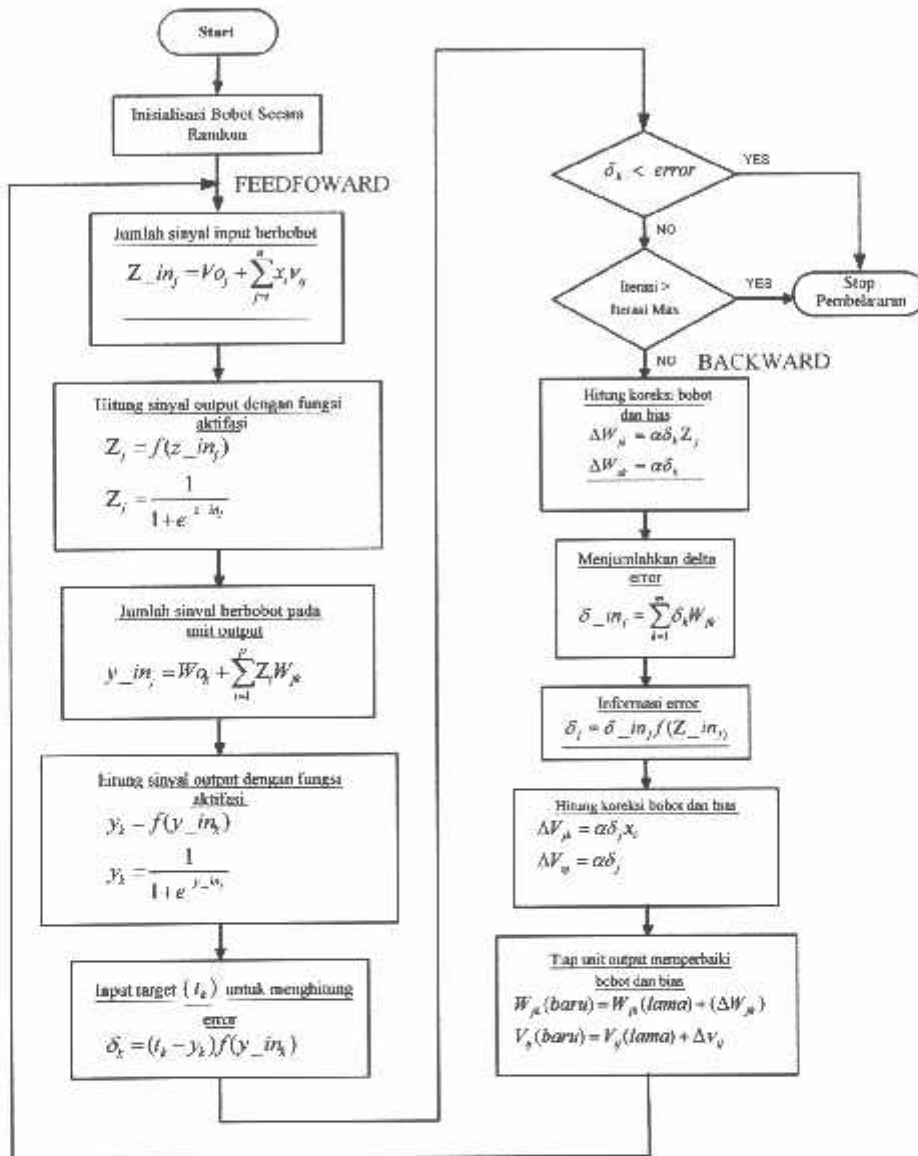 Start
Inisialisasi Bobot Secara
Random
FEEDFOWARD
Jumlah sinyal input berbobot
Z_in_j = Vo_j + ∑_{j=i}^{n} x_i v_ij
Hitung sinyal output dengan fungsi
aktifasi
Z_j = f(z_in_j)
Z_j = 1 / (1 + e^{-z_in_j})
Jumlah sinyal berbobot pada
unit output
y_in_j = Wo_k + ∑_{i=1}^{p} Z_i W_jk
Hitung sinyal output dengan fungsi
aktifasi
y_k = f(y_in_k)
y_k = 1 / (1 + e^{-y_in_k})
Input target (t_k) untuk menghitung
error
δ_k = (t_k − y_k) f(y_in_k)
δ_k < error
YES
NO
Iterasi >
Iterasi Max
YES
Stop
Pembelajaran
NO
BACKWARD
Hitung koreksi bobot
dan bias
ΔW_jk = αδ_k Z_j
ΔW_ok = αδ_k
Menjumlahkan delta
error
δ_in_i = ∑_{k=1}^{m} δ_k W_jk
Informasi error
δ_j = δ_in_j f(Z_in_j)
Hitung koreksi bobot dan bias
ΔV_jk = αδ_j x_i
ΔV_oj = αδ_j
Tiap unit output memperbaiki
bobot dan bias
W_jk(baru) = W_jk(lama) + (ΔW_jk)
V_ij(baru) = V_ij(lama) + Δv_ij